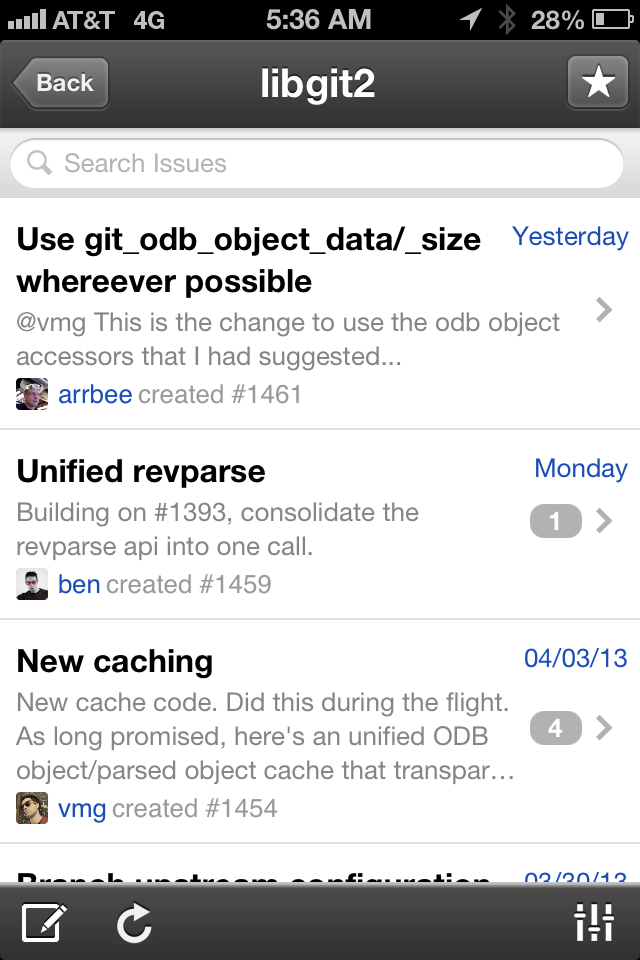 AT&T 4G 5:36 AM 28%
Back libgit2
Search Issues
Use git_odb_object_data/_size Yesterday
whereever possible
@vmg This is the change to use the odb object
accessors that I had suggested...
arrbee created #1461
Unified revparse Monday
Building on #1393, consolidate the 1
revparse api into one call.
ben created #1459
New caching 04/03/13
New cache code. Did this during the flight.
As long promised, here's an unified ODB 4
object/parsed object cache that transpar...
vmg created #1454
Branch upstream configuration 03/30/13